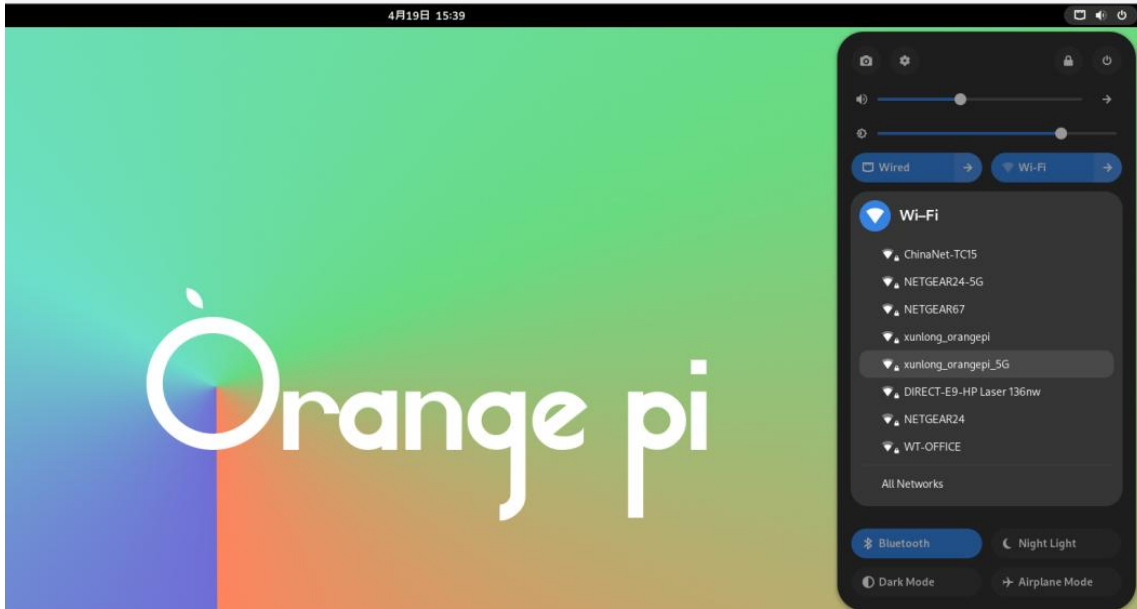 4月19日 15:39
Wired
Wi-Fi
Wi–Fi
ChinaNet-TC15
NETGEAR24-5G
NETGEAR67
xunlong_orangepi
xunlong_orangepi_5G
DIRECT-E9-HP Laser 136nw
NETGEAR24
WT-OFFICE
All Networks
Bluetooth
Night Light
Dark Mode
Airplane Mode
Orange pi